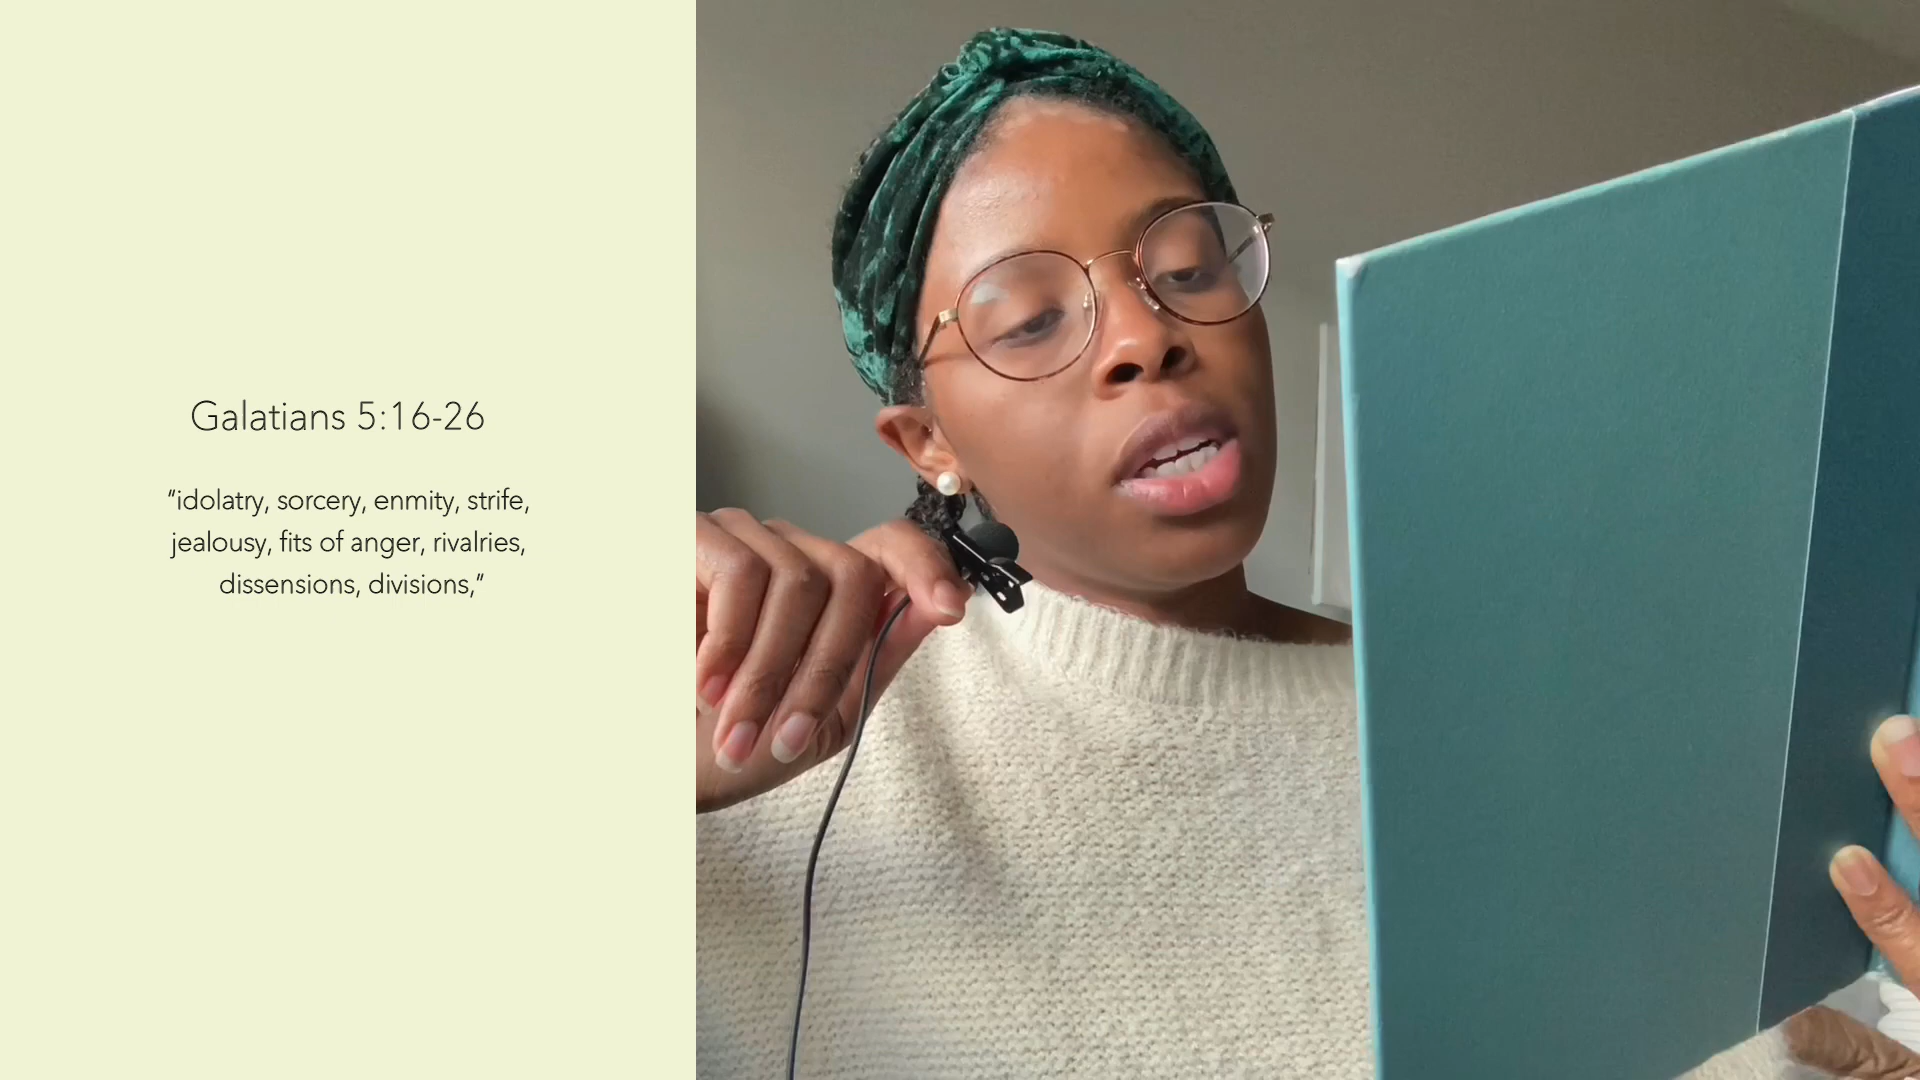 Galatians 5:16-26
"idolatry, sorcery, enmity, strife,
jealousy, fits of anger, rivalries,
dissensions, divisions,"